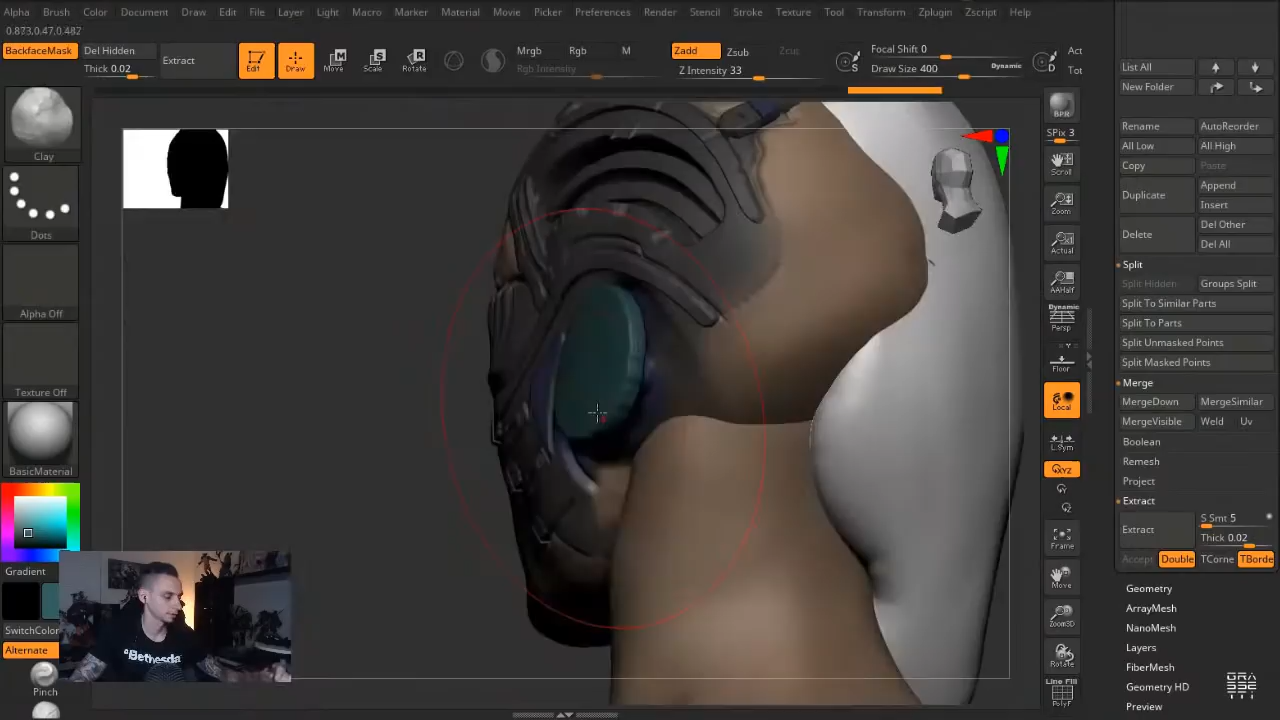 Alpha Brush Color Document Draw Edit File Layer Light Macro Marker Material Movie Picker Preferences Render Stencil Stroke Texture Tool Transform Zplugin Zscript Help
0.873,0.47,0.482
BackfaceMask
Del Hidden
Thick 0.02
Extract
Edit
Draw
Move
Scale
Rotate
Mrgb Rgb M
Rgb Intensity
Zadd Zsub Zcut
Z Intensity 33
S
Focal Shift 0
Draw Size 400
Dynamic
D
Act
Tot
Clay
Dots
Alpha Off
Texture Off
BasicMaterial
Gradient
SwitchColor
Alternate
Pinch
Bethesda
BPR
SPix 3
Scroll
Zoom
Actual
AAHalf
Dynamic
Persp
Floor
Local
L.Sym
XYZ
Frame
Move
Zoom3D
Rotate
Line Fill
PolyF
List All
New Folder
Rename AutoReorder
All Low All High
Copy Paste
Duplicate
Append
Insert
Delete
Del Other
Del All
Split
Split Hidden Groups Split
Split To Similar Parts
Split To Parts
Split Unmasked Points
Split Masked Points
Merge
MergeDown MergeSimilar
MergeVisible Weld Uv
Boolean
Remesh
Project
Extract
Extract
S Smt 5
Thick 0.02
Accept Double TCorne TBorde
Geometry
ArrayMesh
NanoMesh
Layers
FiberMesh
Geometry HD
Preview